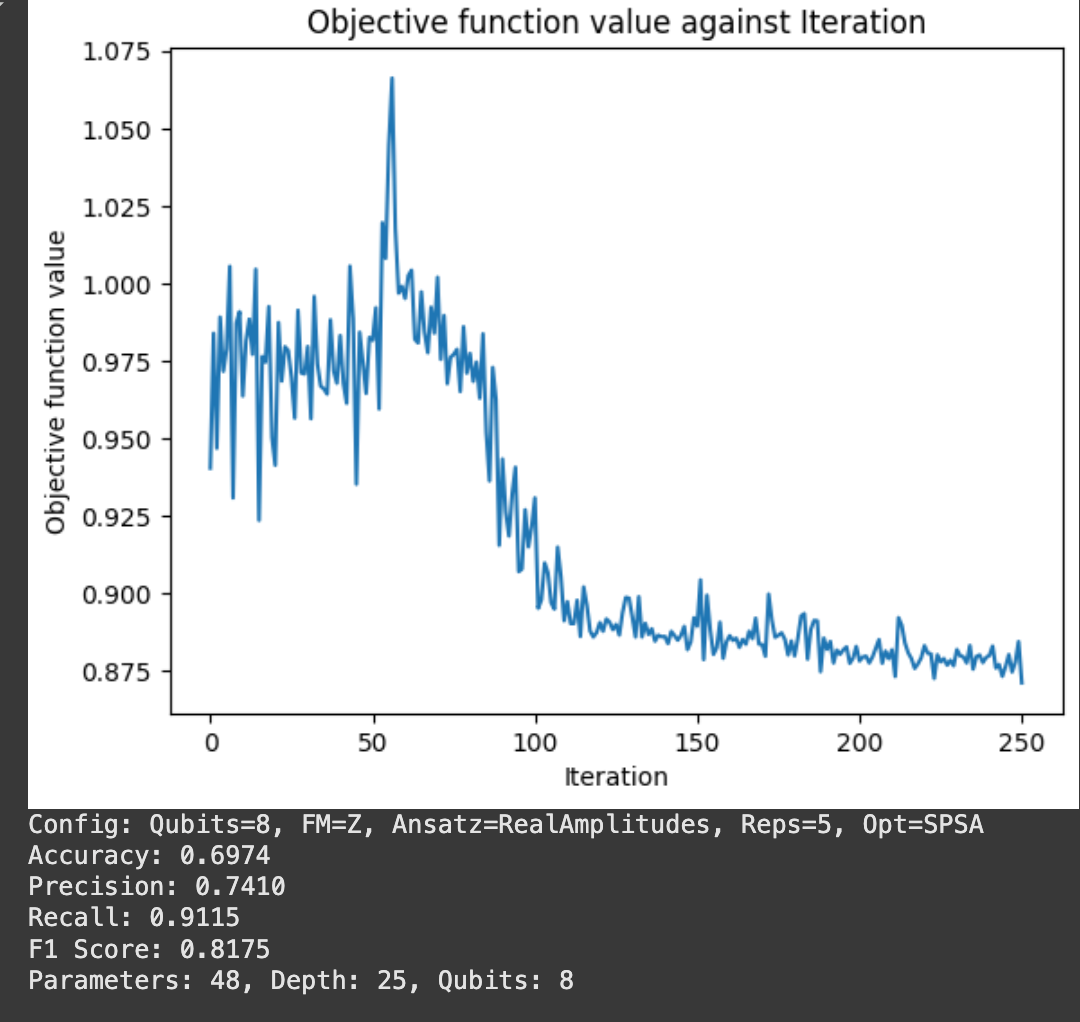 Objective function value against Iteration
1.075
1.050
1.025
1.000
0.975
0.950
0.925
0.900
0.875
Objective function value
0 50 100 150 200 250
Iteration
Config: Qubits=8, FM=Z, Ansatz=RealAmplitudes, Reps=5, Opt=SPSA
Accuracy: 0.6974
Precision: 0.7410
Recall: 0.9115
F1 Score: 0.8175
Parameters: 48, Depth: 25, Qubits: 8